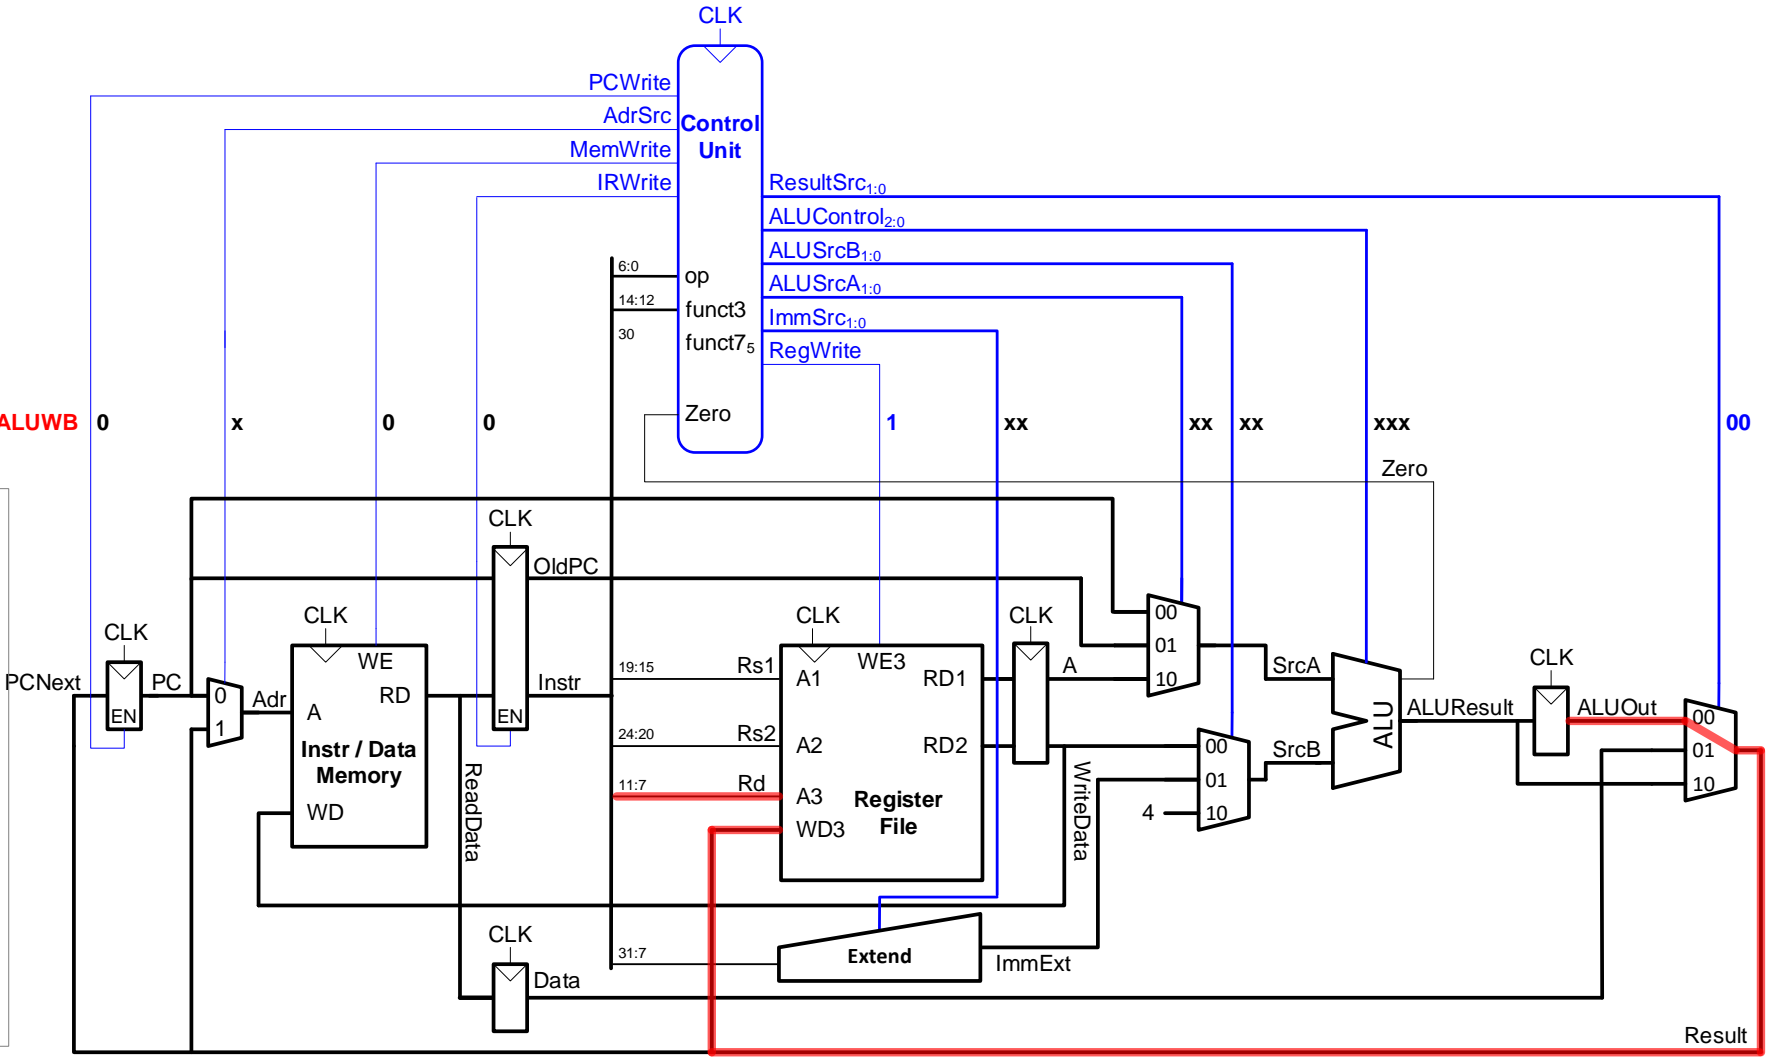 CLK
PCWrite
AdrSrc
MemWrite
IRWrite
Control
Unit
ResultSrc1:0
ALUControl2:0
ALUSrcB1:0
ALUSrcA1:0
ImmSrc1:0
RegWrite
6:0
op
14:12
funct3
30
funct75
Zero
ALUWB 0 x 0 0 1 xx xx xx xxx 00
Zero
CLK
OldPC
CLK
PCNext
EN
PC
0
1
Adr
CLK
WE
A
RD
Instr / Data
Memory
WD
EN
Instr
ReadData
19:15
Rs1
24:20
Rs2
11:7
Rd
CLK
WE3
A1
RD1
A2
RD2
A3
WD3
Register
File
CLK
A
WriteData
00
01
10
SrcA
00
01
4
10
SrcB
ALU
ALUResult
CLK
ALUOut
00
01
10
31:7
Extend
ImmExt
CLK
Data
Result